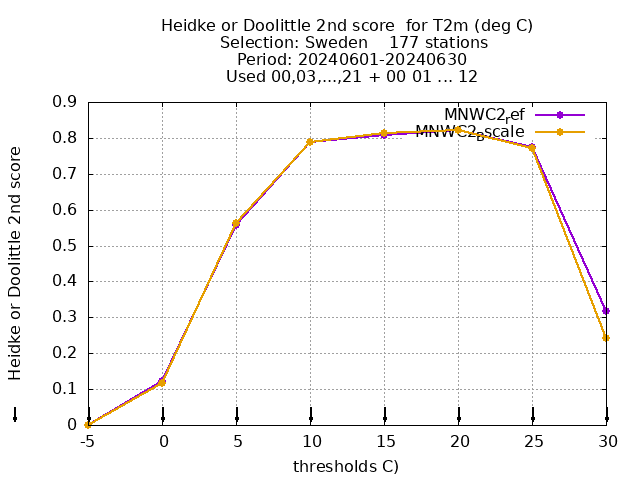 Heidke or Doolittle 2nd score  for T2m (deg C)
Selection: Sweden    177 stations
Period: 20240601-20240630
Used 00,03,...,21 + 00 01 ... 12
MNWC2ref
MNWC2Bscale
Heidke or Doolittle 2nd score
0.9
0.8
0.7
0.6
0.5
0.4
0.3
0.2
0.1
0
-5 0 5 10 15 20 25 30
thresholds C)